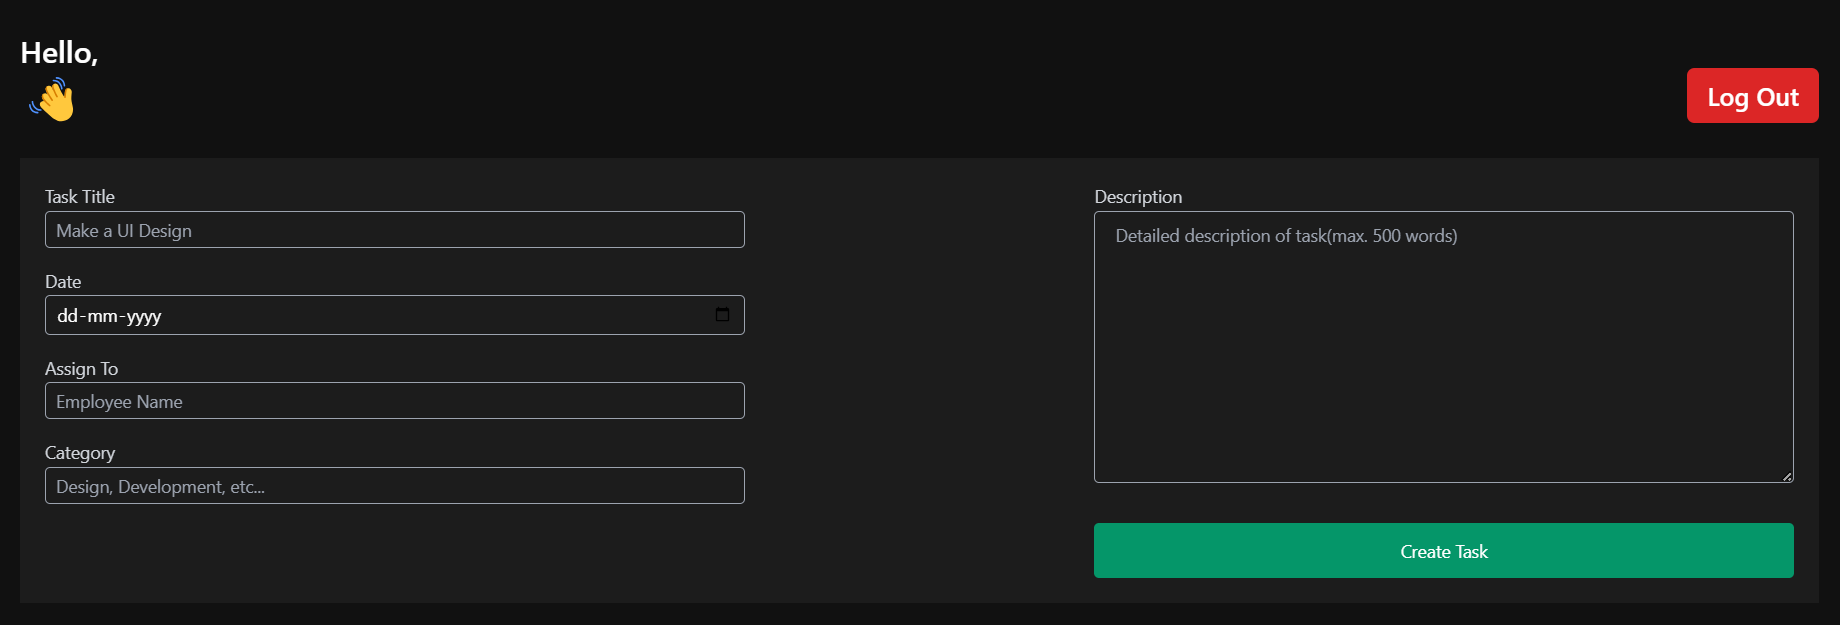 Hello,
👋
Log Out
Task Title
Make a UI Design
Date
dd-mm-yyyy
Assign To
Employee Name
Category
Design, Development, etc...
Description
Detailed description of task(max. 500 words)
Create Task